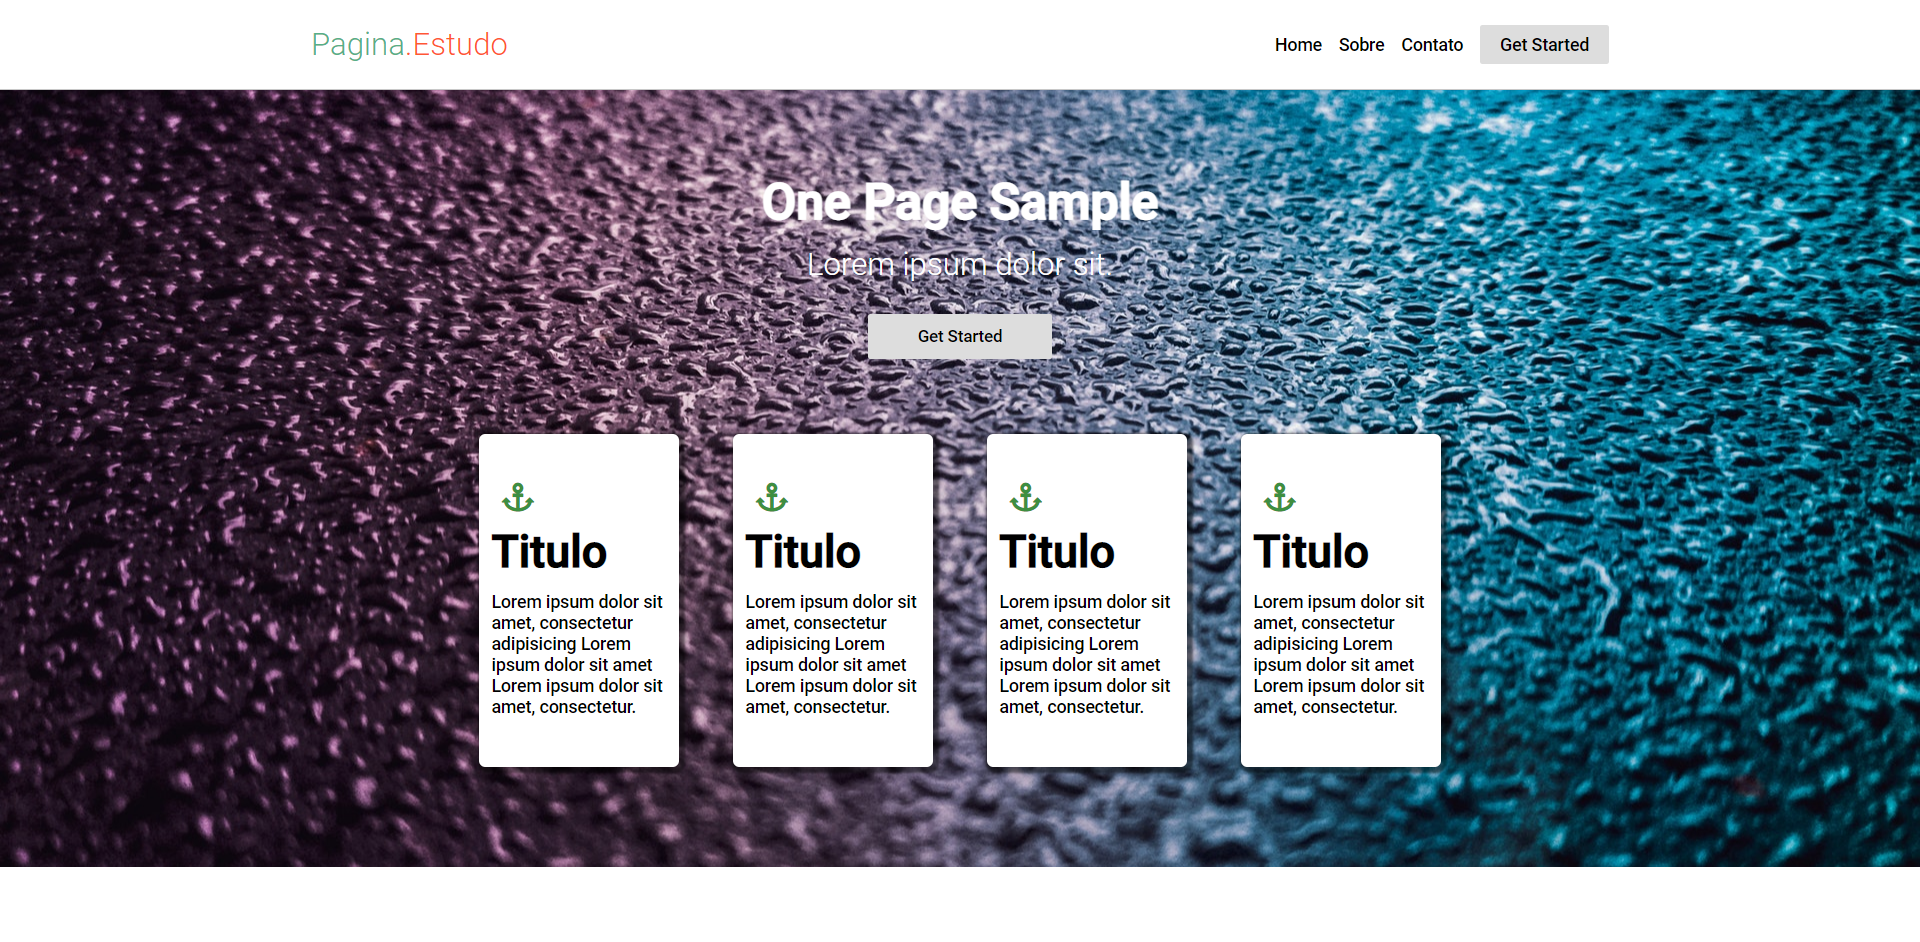 Pagina.Estudo
Home Sobre Contato Get Started
One Page Sample
Lorem ipsum dolor sit.
Get Started
Titulo
Lorem ipsum dolor sit
amet, consectetur
adipisicing Lorem
ipsum dolor sit amet
Lorem ipsum dolor sit
amet, consectetur.
Titulo
Lorem ipsum dolor sit
amet, consectetur
adipisicing Lorem
ipsum dolor sit amet
Lorem ipsum dolor sit
amet, consectetur.
Titulo
Lorem ipsum dolor sit
amet, consectetur
adipisicing Lorem
ipsum dolor sit amet
Lorem ipsum dolor sit
amet, consectetur.
Titulo
Lorem ipsum dolor sit
amet, consectetur
adipisicing Lorem
ipsum dolor sit amet
Lorem ipsum dolor sit
amet, consectetur.